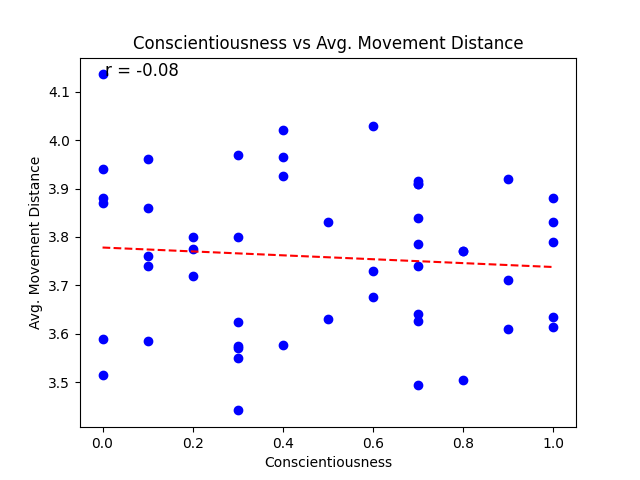 Conscientiousness vs Avg. Movement Distance
r = -0.08
4.1
4.0
3.9
3.8
3.7
3.6
3.5
Avg. Movement Distance
0.0 0.2 0.4 0.6 0.8 1.0
Conscientiousness